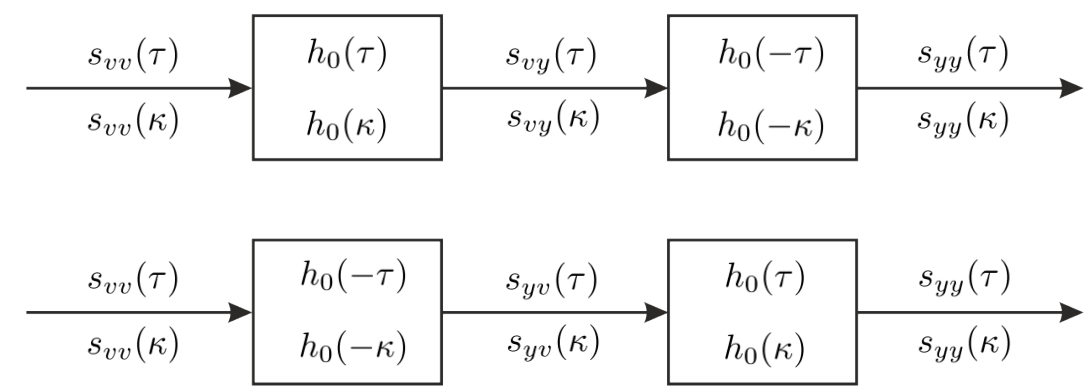 s_{vv}(τ) h_0(τ) s_{vy}(τ) h_0(−τ) s_{yy}(τ)
s_{vv}(κ) h_0(κ) s_{vy}(κ) h_0(−κ) s_{yy}(κ)
s_{vv}(τ) h_0(−τ) s_{yv}(τ) h_0(τ) s_{yy}(τ)
s_{vv}(κ) h_0(−κ) s_{yv}(κ) h_0(κ) s_{yy}(κ)